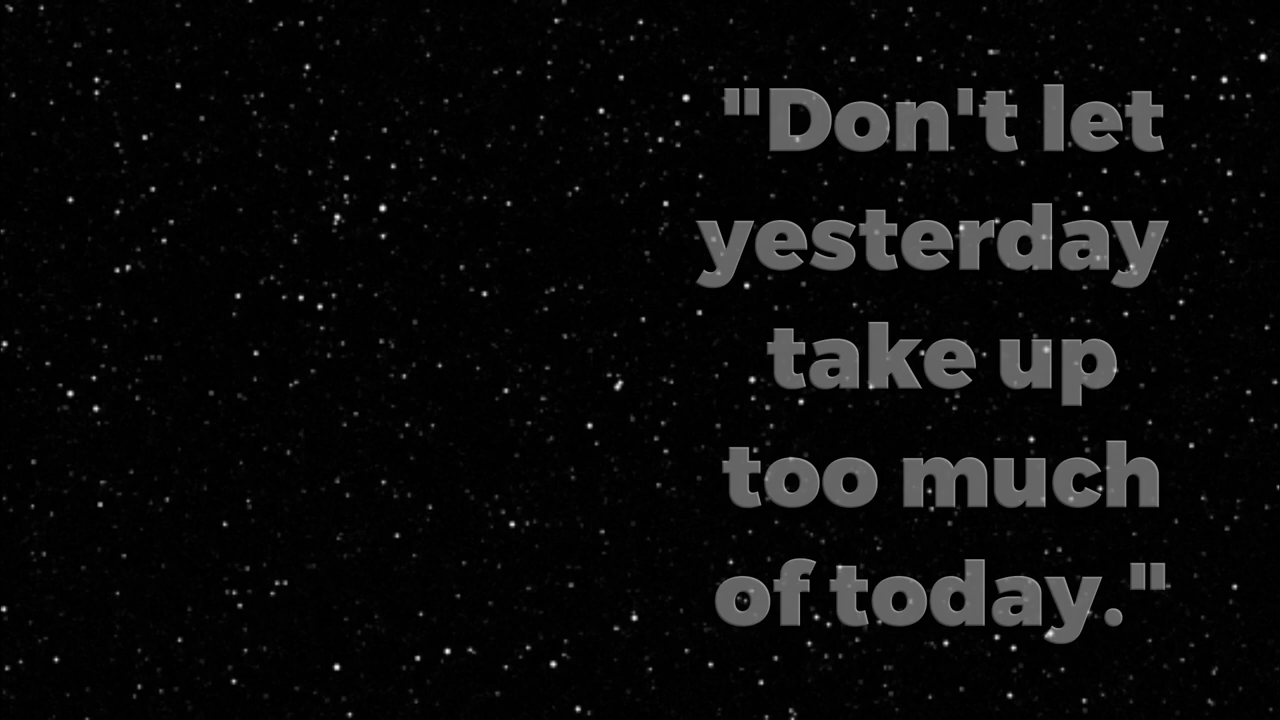 "Don't let
yesterday
take up
too much
of today."